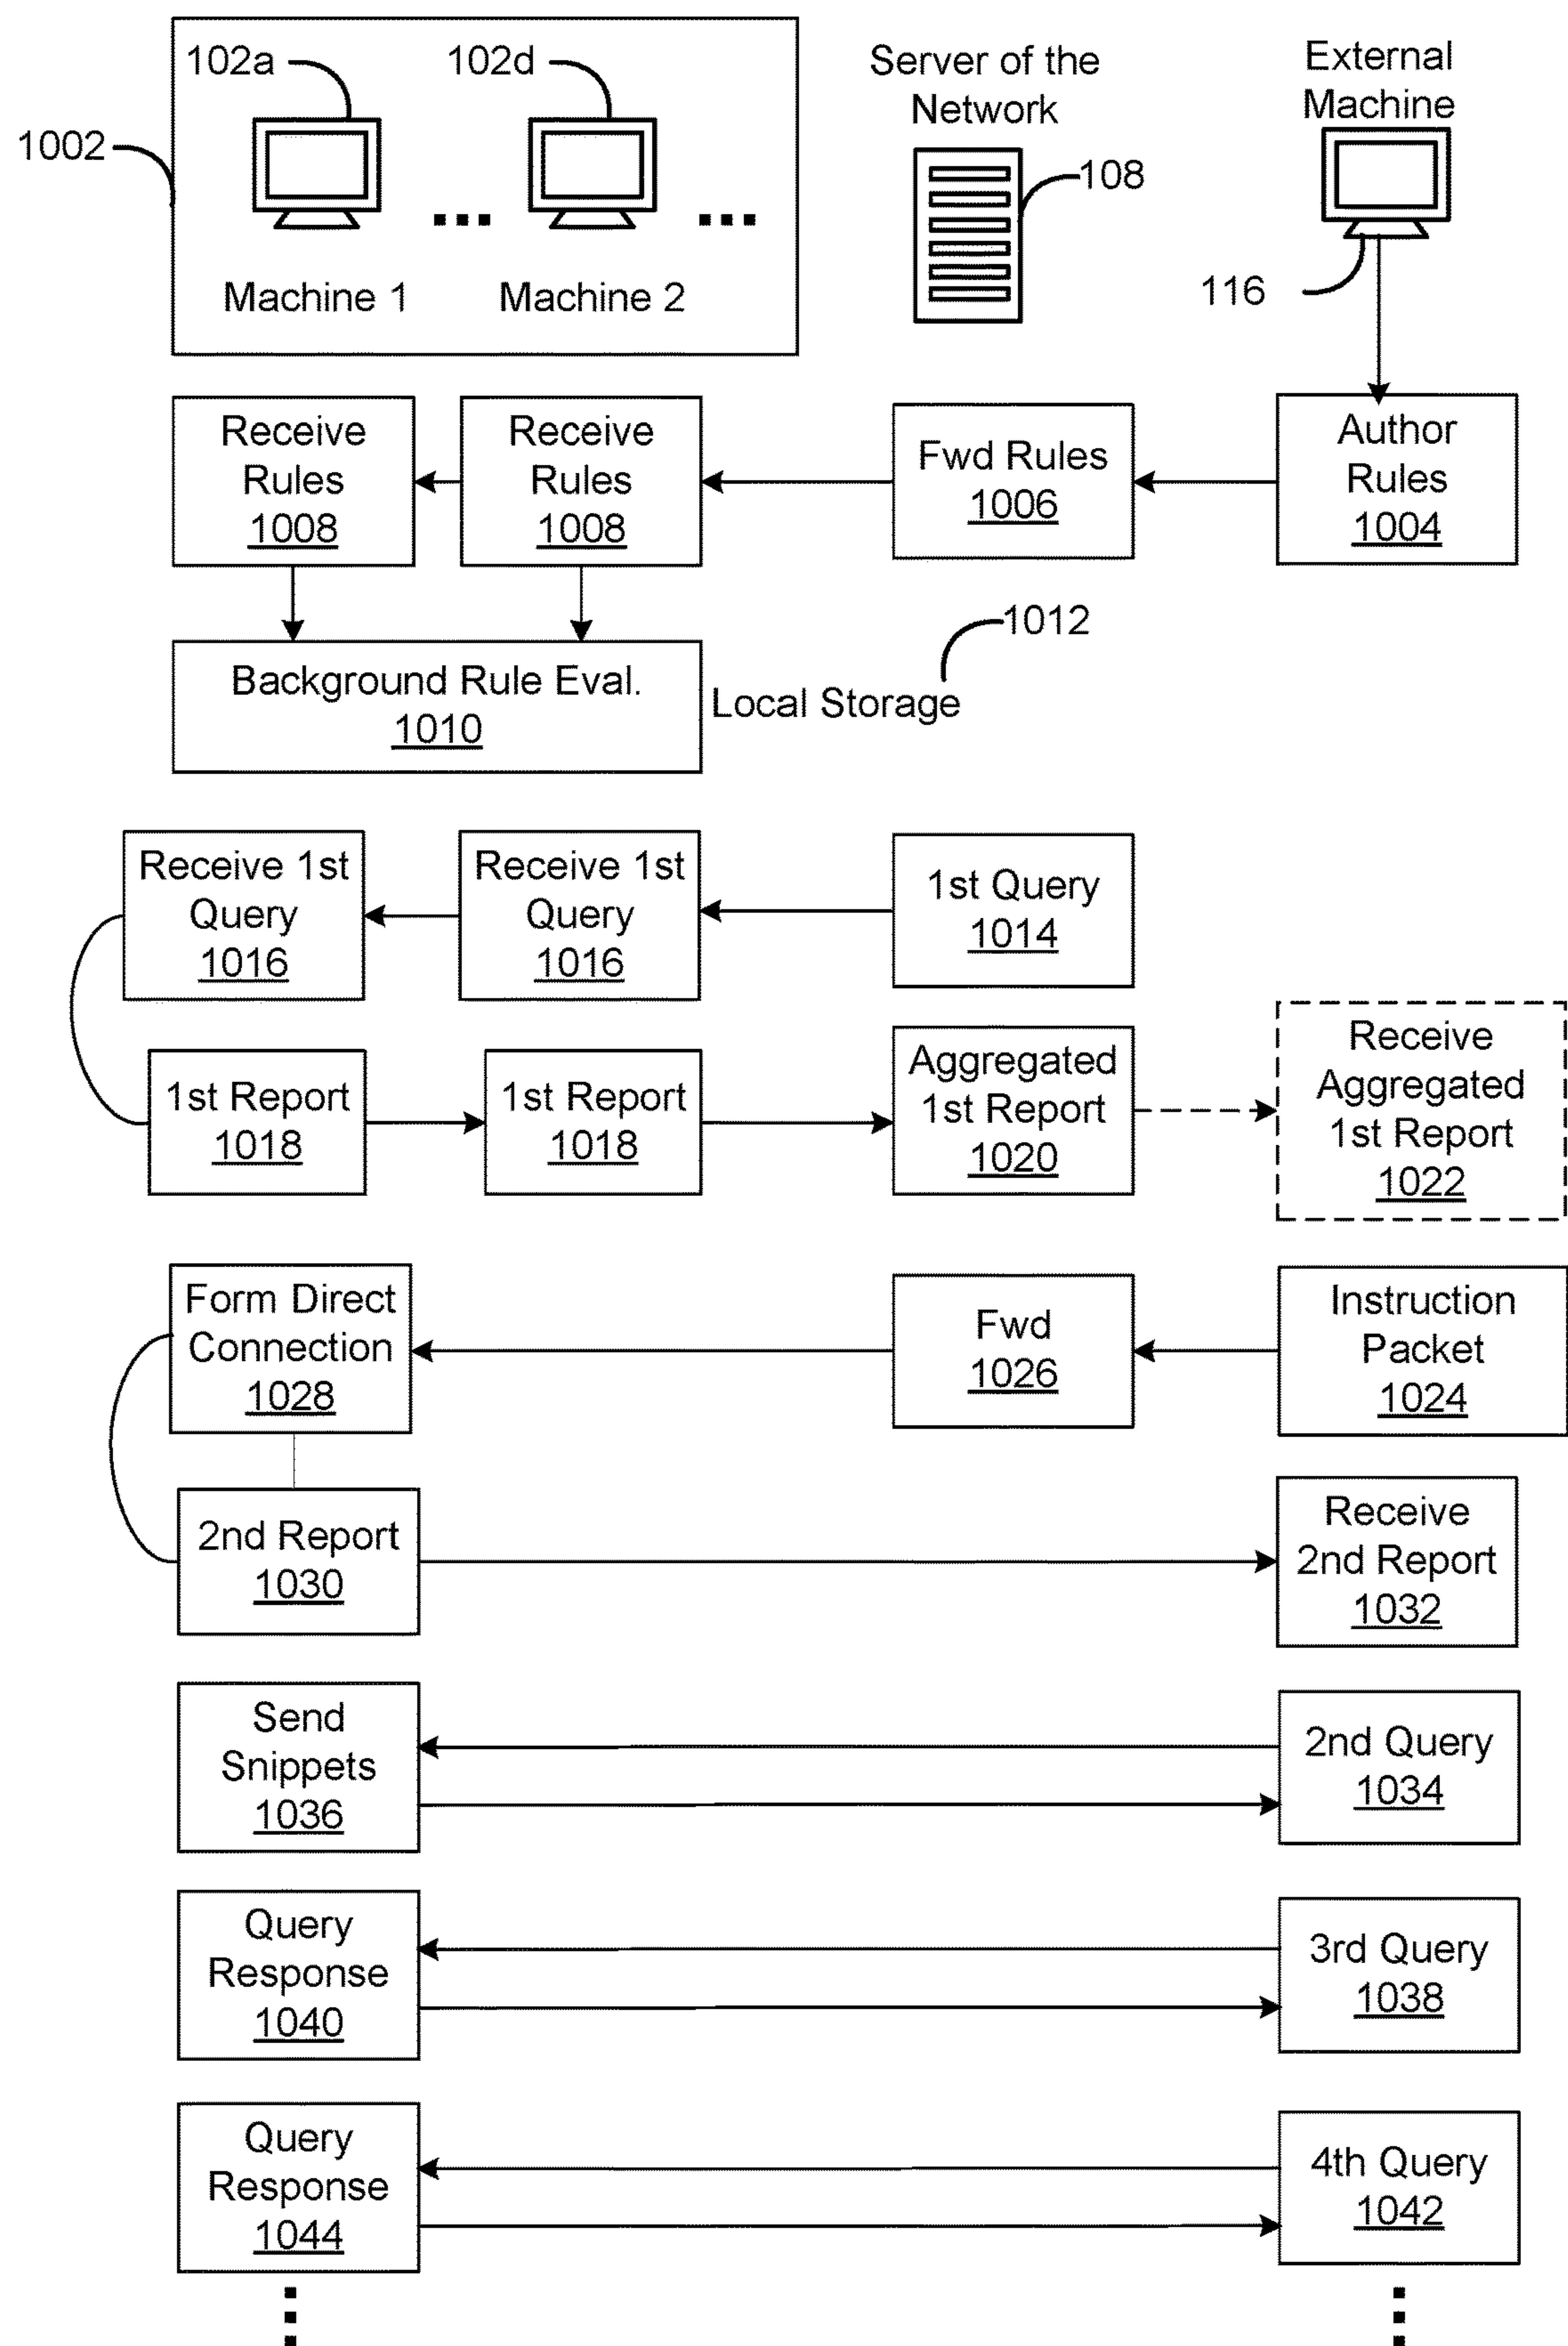 102a
102d
Server of the
Network
External
Machine
1002
108
116
Machine 1
Machine 2
Receive
Rules
1008
Receive
Rules
1008
Fwd Rules
1006
Author
Rules
1004
1012
Background Rule Eval.
1010
Local Storage
Receive 1st
Query
1016
Receive 1st
Query
1016
1st Query
1014
1st Report
1018
1st Report
1018
Aggregated
1st Report
1020
Receive
Aggregated
1st Report
1022
Form Direct
Connection
1028
Fwd
1026
Instruction
Packet
1024
2nd Report
1030
Receive
2nd Report
1032
Send
Snippets
1036
2nd Query
1034
Query
Response
1040
3rd Query
1038
Query
Response
1044
4th Query
1042